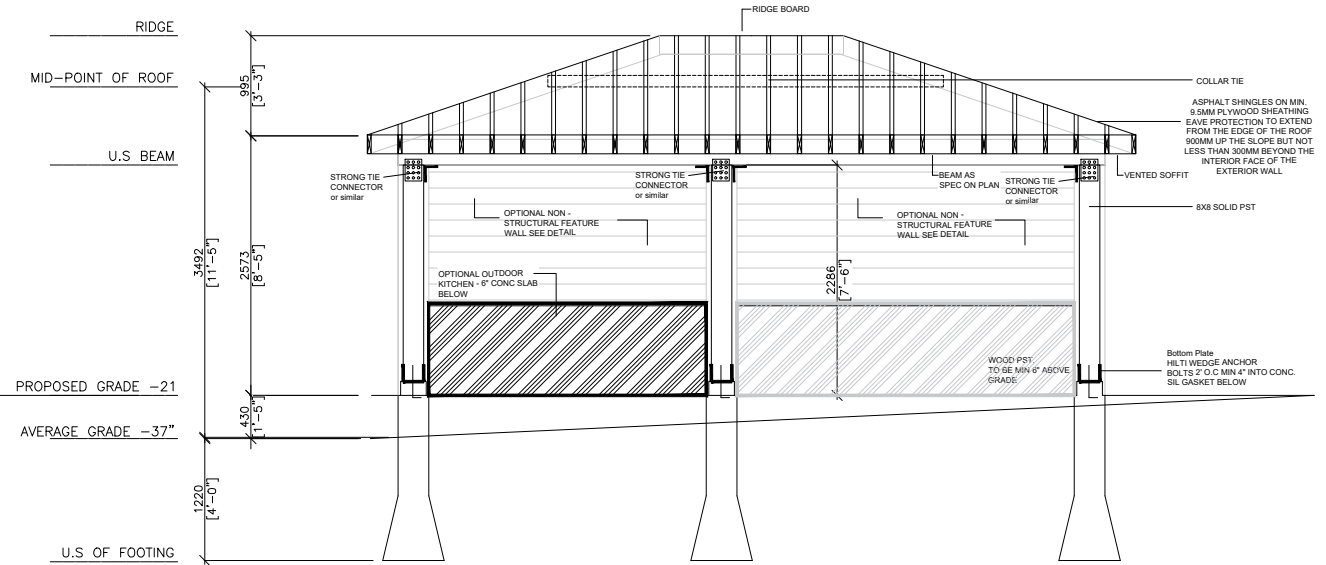 RIDGE BOARD
RIDGE
MID-POINT OF ROOF
995
[3'-3"]
COLLAR TIE
ASPHALT SHINGLES ON MIN.
9.5MM PLYWOOD SHEATHING
EAVE PROTECTION TO EXTEND
FROM THE EDGE OF THE ROOF
900MM UP THE SLOPE BUT NOT
LESS THAN 300MM BEYOND THE
INTERIOR FACE OF THE
EXTERIOR WALL
U.S BEAM
STRONG TIE
CONNECTOR
or similar
STRONG TIE
CONNECTOR
or similar
BEAM AS
SPEC ON PLAN
STRONG TIE
CONNECTOR
or similar
VENTED SOFFIT
8X8 SOLID PST
OPTIONAL NON -
STRUCTURAL FEATURE
WALL SEE DETAIL
OPTIONAL NON -
STRUCTURAL FEATURE
WALL SEE DETAIL
3492
[11'-5"]
2573
[8'-5"]
2286
[7'-6"]
OPTIONAL OUTDOOR
KITCHEN - 6" CONC SLAB
BELOW
WOOD PST.
TO BE MIN 6" ABOVE
GRADE
Bottom Plate
HILTI WEDGE ANCHOR
BOLTS 2' O.C MIN 4" INTO CONC.
SIL GASKET BELOW
PROPOSED GRADE -21
430
[1'-5"]
AVERAGE GRADE -37"
1220
[4'-0"]
U.S OF FOOTING